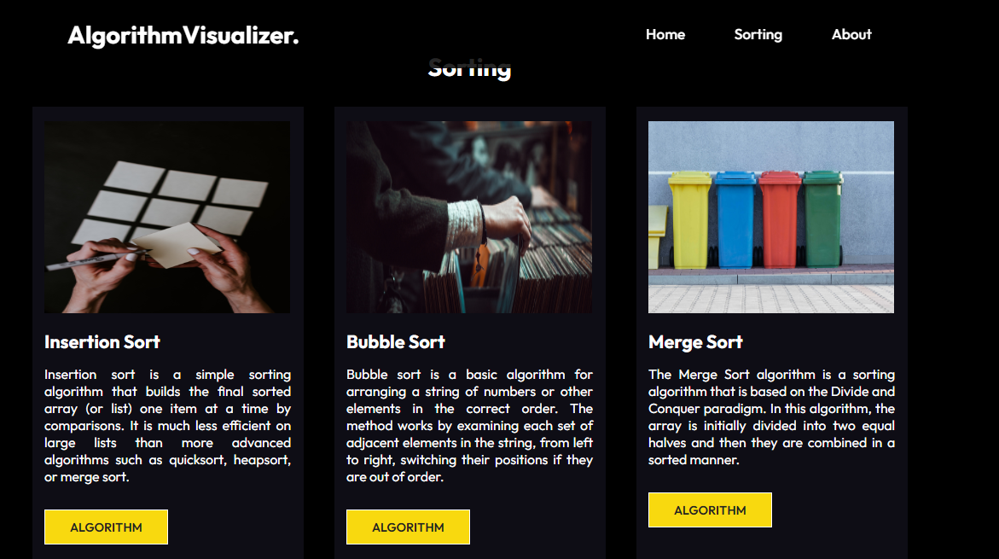 AlgorithmVisualizer.
Home
Sorting
About
Sorting
Insertion Sort
Insertion sort is a simple sorting
algorithm that builds the final sorted
array (or list) one item at a time by
comparisons. It is much less efficient on
large lists than more advanced
algorithms such as quicksort, heapsort,
or merge sort.
ALGORITHM
Bubble Sort
Bubble sort is a basic algorithm for
arranging a string of numbers or other
elements in the correct order. The
method works by examining each set of
adjacent elements in the string, from left
to right, switching their positions if they
are out of order.
ALGORITHM
Merge Sort
The Merge Sort algorithm is a sorting
algorithm that is based on the Divide and
Conquer paradigm. In this algorithm, the
array is initially divided into two equal
halves and then they are combined in a
sorted manner.
ALGORITHM